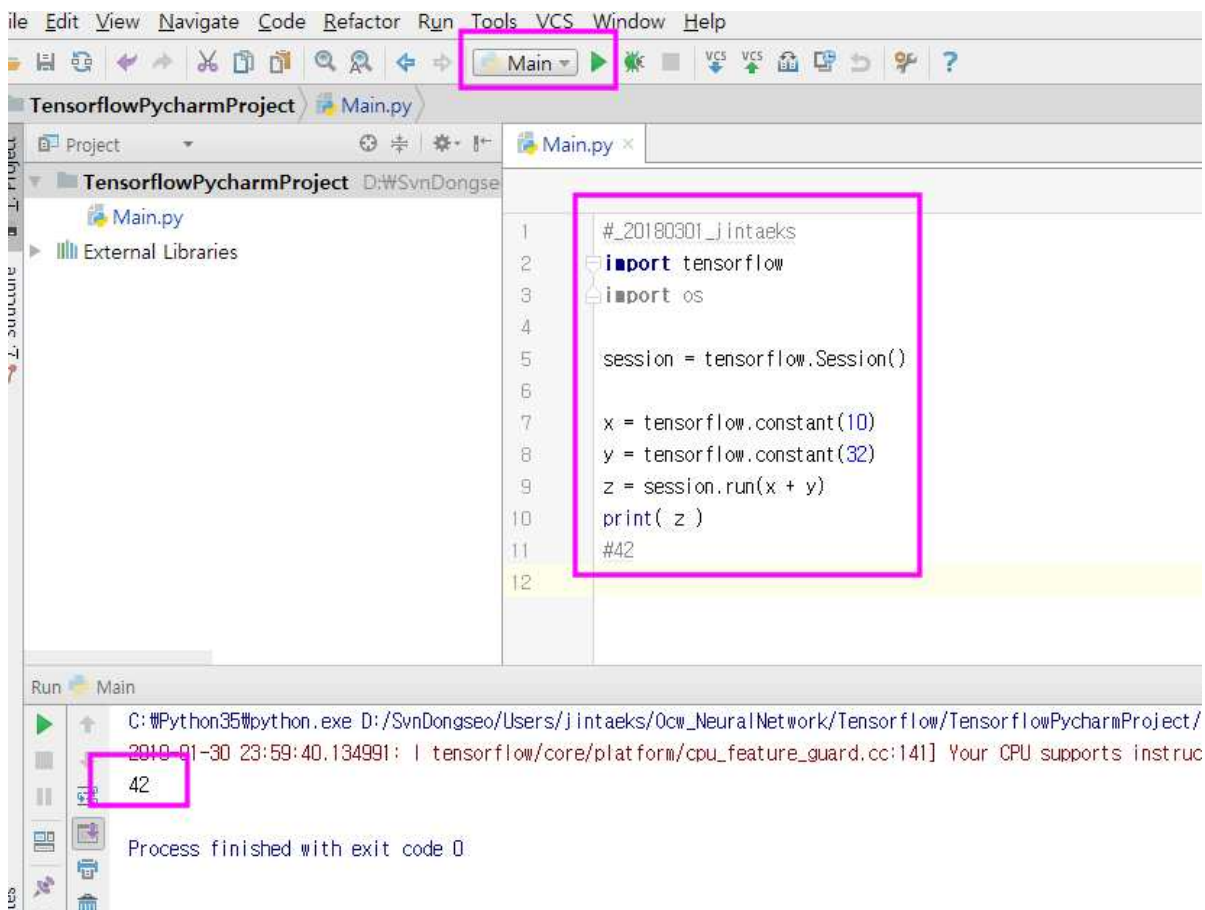 ile Edit View Navigate Code Refactor Run Tools VCS Window Help
Main
VCS VCS
TensorflowPycharmProject Main.py
Project
Main.py
TensorflowPycharmProject D:₩SvnDongse
Main.py
External Libraries
1 #_20180301_jintaeks
2 import tensorflow
3 import os
4
5 session = tensorflow.Session()
6
7 x = tensorflow.constant(10)
8 y = tensorflow.constant(32)
9 z = session.run(x + y)
10 print( z )
11 #42
12
Run Main
C:₩Python35₩python.exe D:/SvnDongseo/Users/jintaeks/Ocw_NeuralNetwork/Tensorflow/TensorflowPycharmProject/
23:59:40.134991: I tensorflow/core/platform/cpu_feature_guard.cc:141] Your CPU supports instruc
42
Process finished with exit code 0